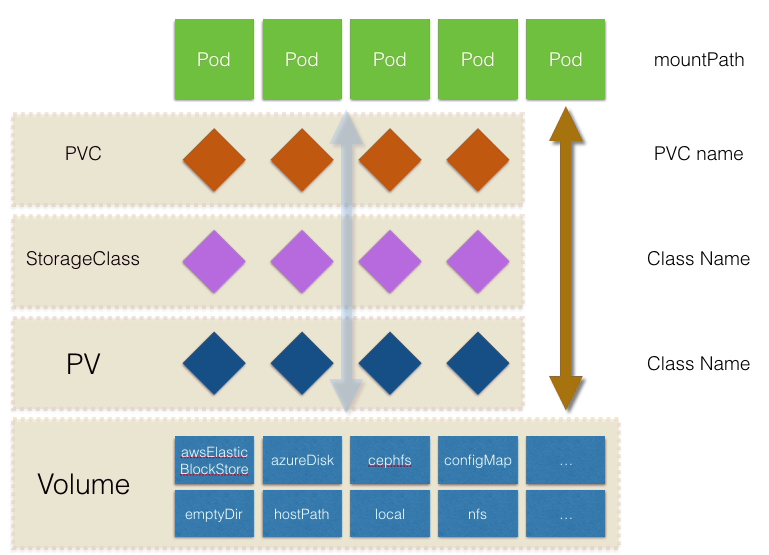 Pod Pod Pod Pod Pod mountPath
PVC PVC name
StorageClass Class Name
PV Class Name
Volume
awsElastic
BlockStore
azureDisk cephfs configMap ...
emptyDir hostPath local nfs ...